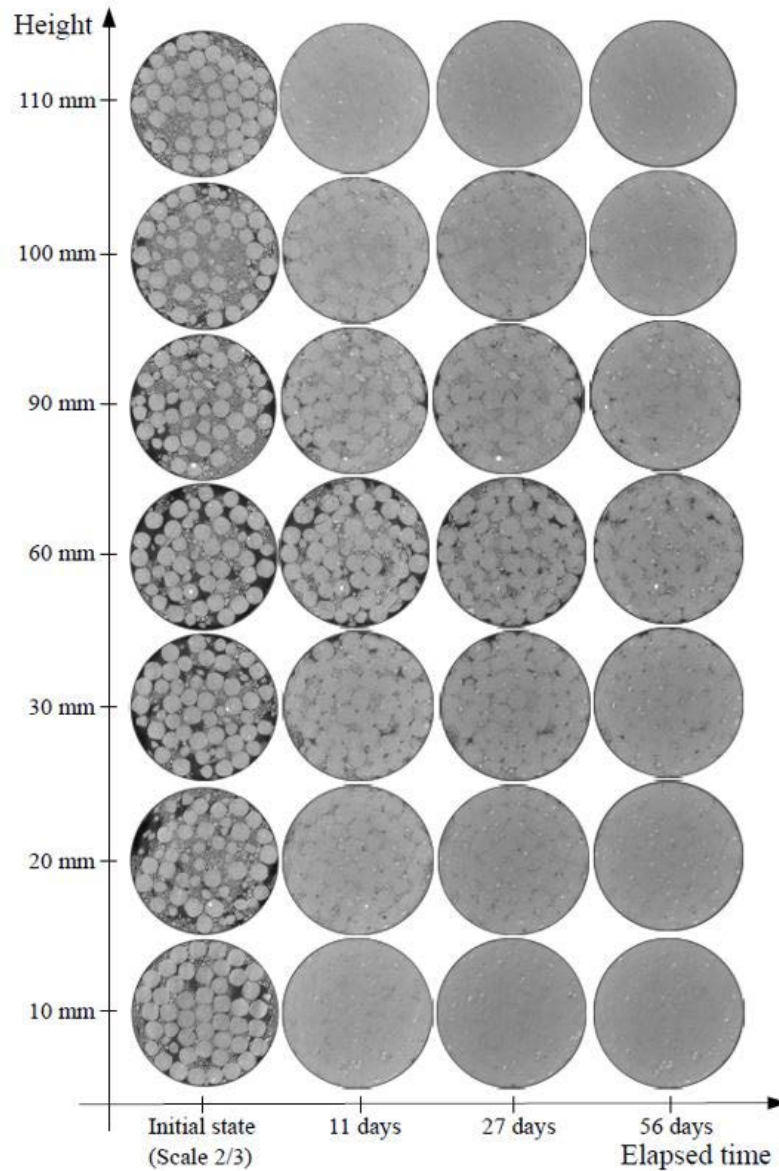 Height
110 mm
100 mm
90 mm
60 mm
30 mm
20 mm
10 mm
Initial state
(Scale 2/3)
11 days
27 days
56 days
Elapsed time